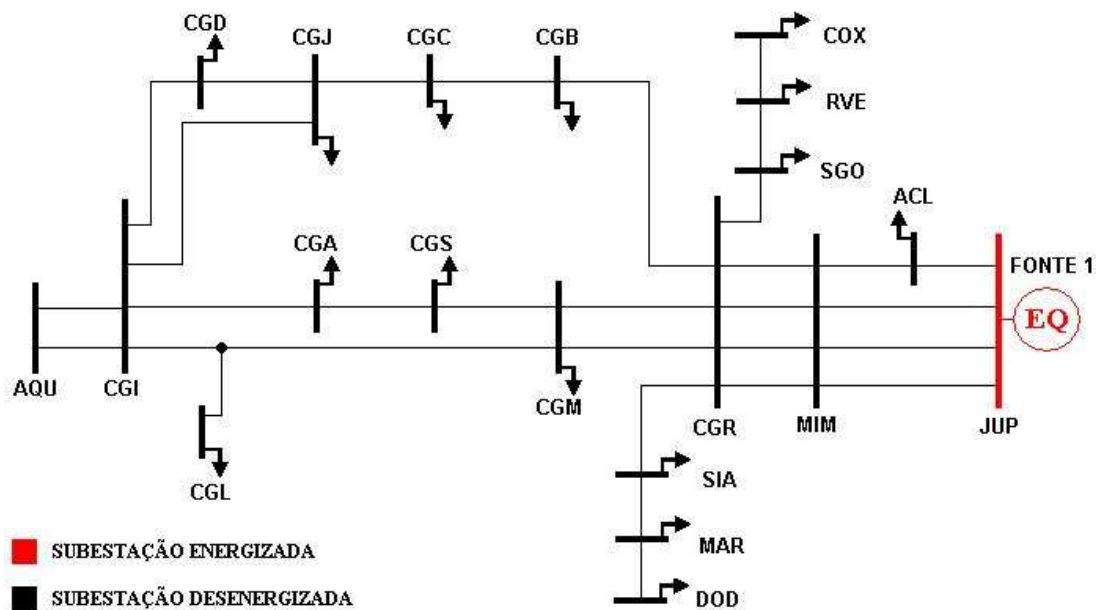 CGD
CGJ
CGC
CGB
COX
RVE
SGO
ACL
CGA
CGS
FONTE 1
EQ
AQU
CGI
CGM
CGR
MIM
JUP
CGL
SIA
MAR
DOD
SUBESTAÇÃO ENERGIZADA
SUBESTAÇÃO DESENERGIZADA